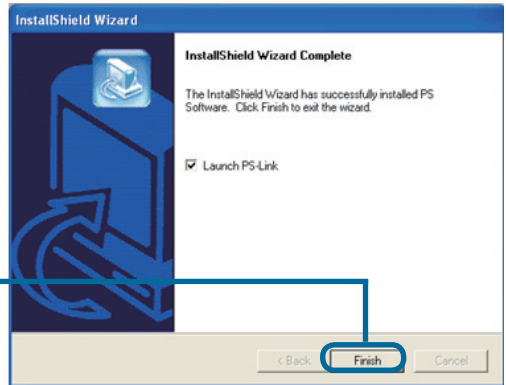 InstallShield Wizard
InstallShield Wizard Complete
The InstallShield Wizard has successfully installed PS
Software. Click Finish to exit the wizard.
Launch PS-Link
< Back
Finish
Cancel